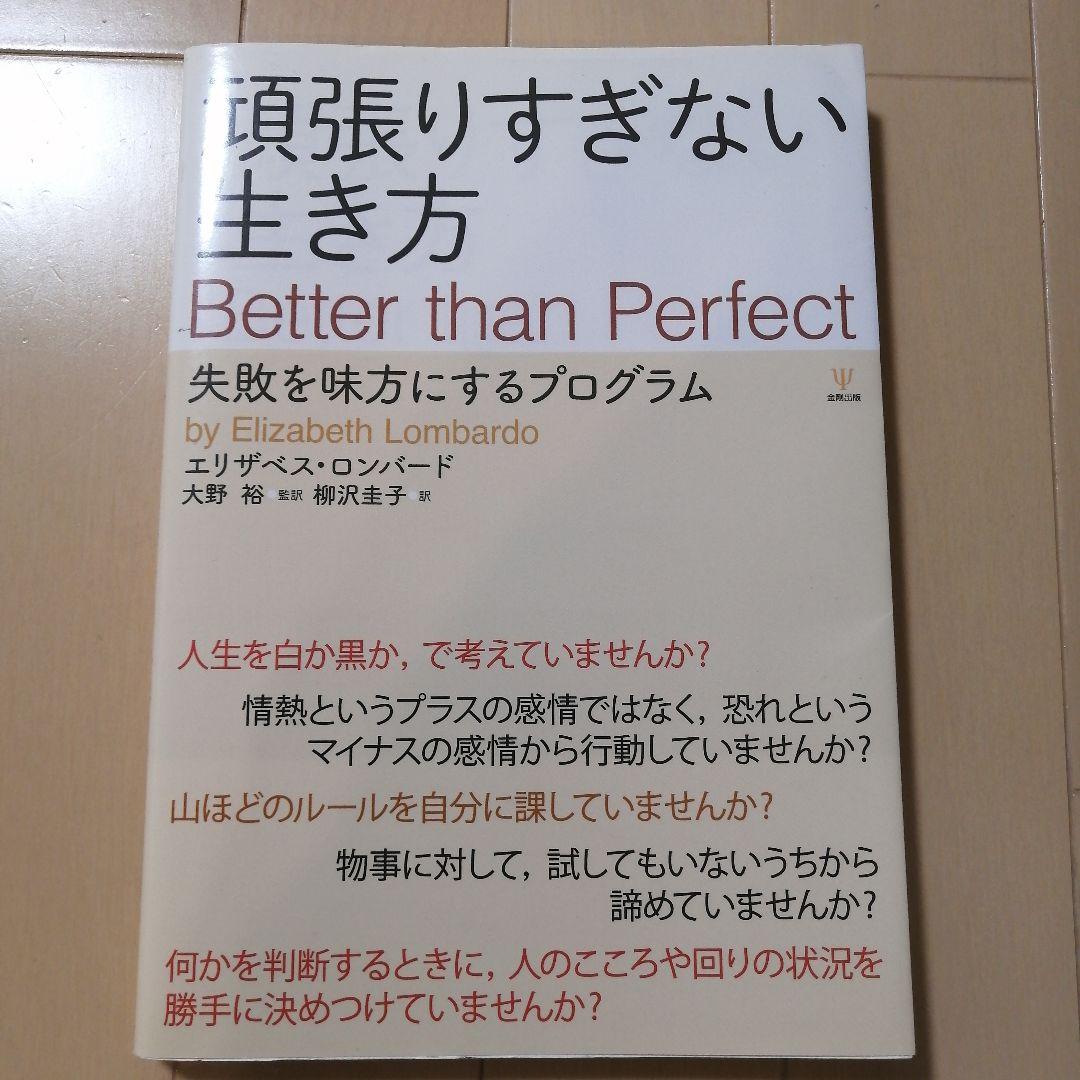 頑張りすぎない
生き方
Better than Perfect
失敗を味方にするプログラム
Ψ
金剛出版
by Elizabeth Lombardo
エリザベス・ロンバード
大野 裕●監訳 柳沢圭子●訳
人生を白か黒か，で考えていませんか?
情熱というプラスの感情ではなく，恐れという
マイナスの感情から行動していませんか?
山ほどのルールを自分に課していませんか?
物事に対して，試してもいないうちから
諦めていませんか?
何かを判断するときに，人のこころや回りの状況を
勝手に決めつけていませんか?